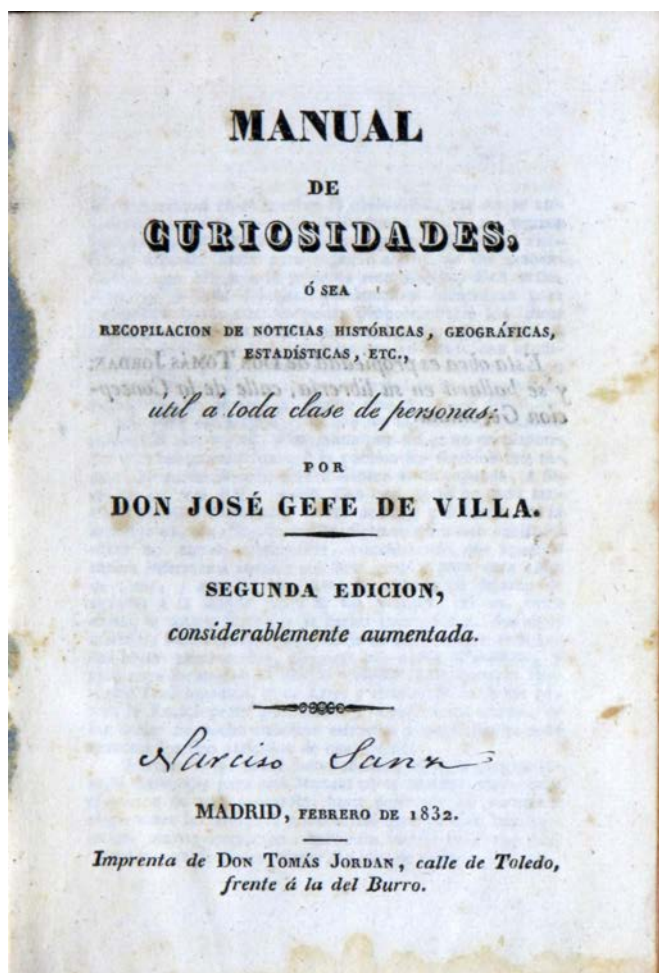 MANUAL
DE
CURIOSIDADES,
Ó SEA
RECOPILACION DE NOTICIAS HISTÓRICAS, GEOGRÁFICAS,
ESTADÍSTICAS, ETC.,
util á toda clase de personas:
POR
DON JOSÉ GEFE DE VILLA.
SEGUNDA EDICION,
considerablemente aumentada.
Narciso Sanz
MADRID, FEBRERO DE 1832.
Imprenta de DON TOMÁS JORDAN, calle de Toledo,
frente á la del Burro.